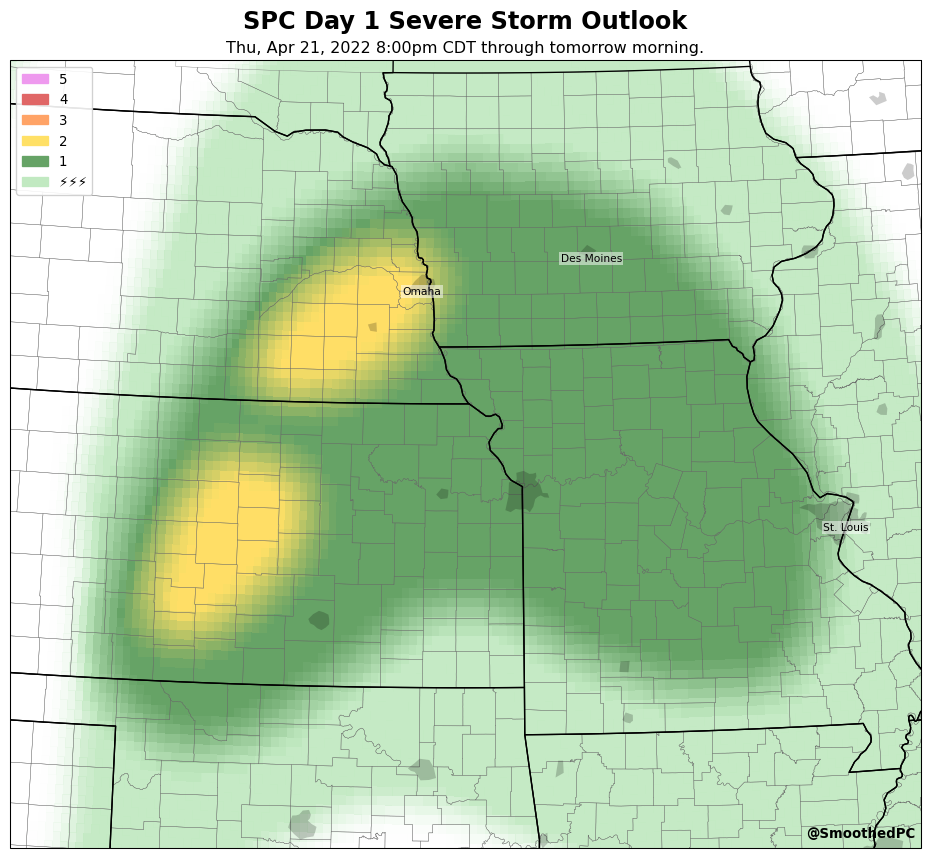 SPC Day 1 Severe Storm Outlook
Thu, Apr 21, 2022 8:00pm CDT through tomorrow morning.
5
4
3
2
1
⚡⚡⚡
Des Moines
Omaha
St. Louis
@SmoothedPC